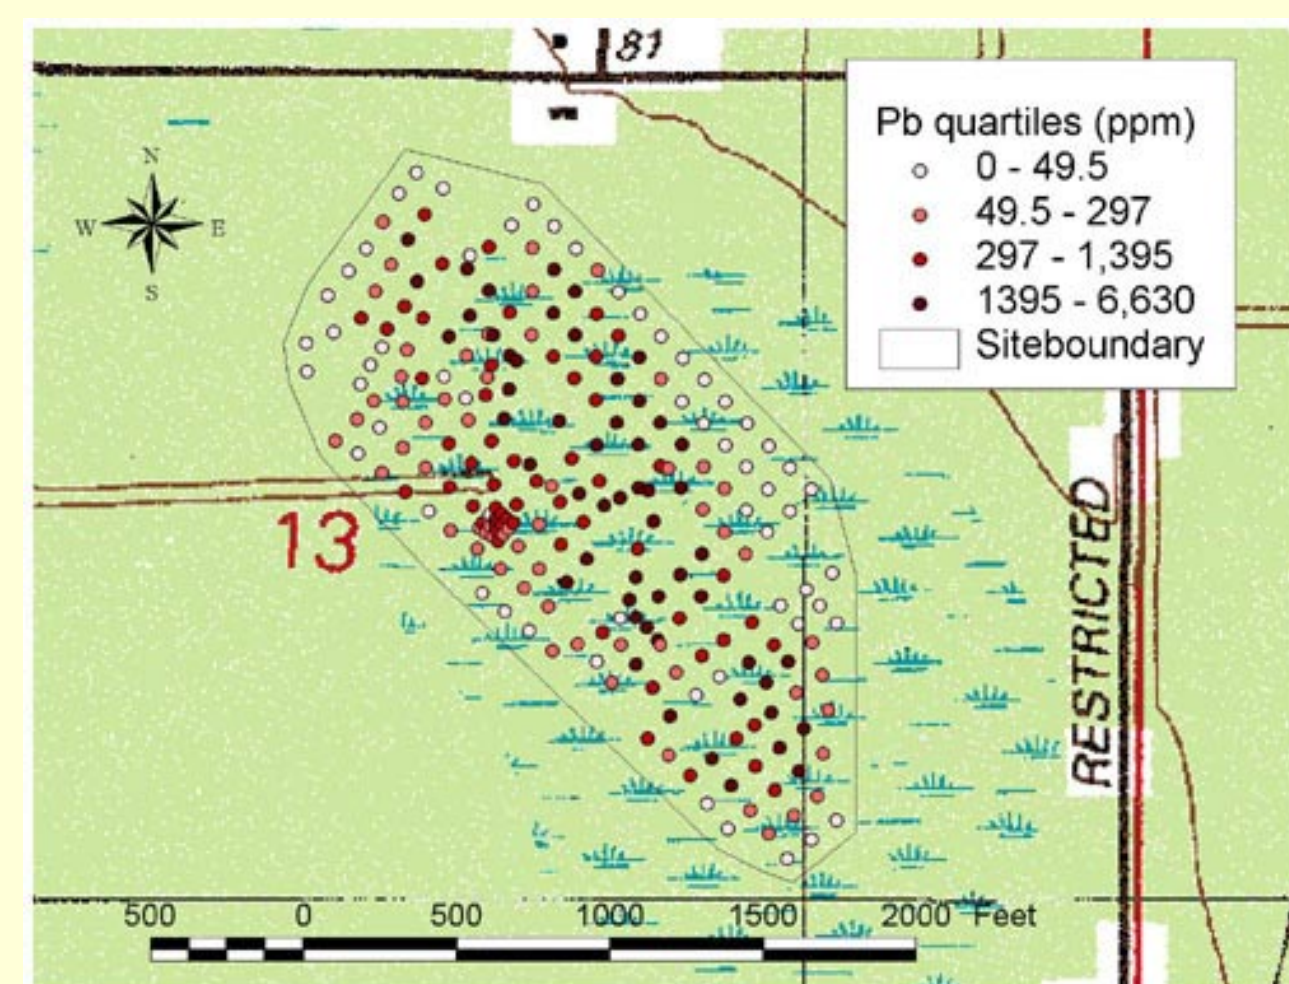 81
Pb quartiles (ppm)
0 - 49.5
49.5 - 297
297 - 1,395
1395 - 6,630
Siteboundary
N
W E
S
13
RESTRICTED
500 0 500 1000 1500 2000 Feet